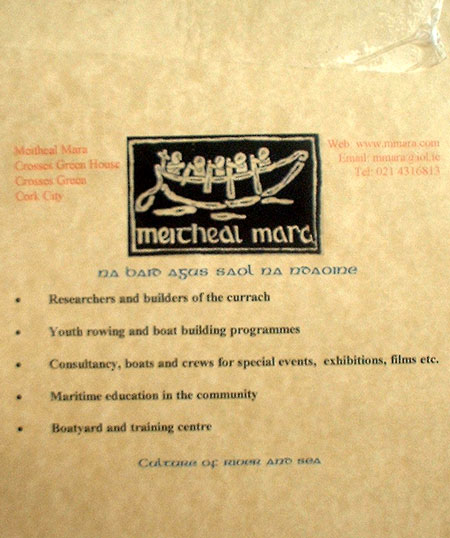 Meitheal Mara
Crosses Green House
Crosses Green
Cork City
Web www.mmara.com
Email: mmara@iol.ie
Tel: 021 4316813
meitheal mara
na baid agus saol na ndaoine
• Researchers and builders of the currach
• Youth rowing and boat building programmes
• Consultancy, boats and crews for special events, exhibitions, films etc.
• Maritime education in the community
• Boatyard and training centre
Culture of river and sea